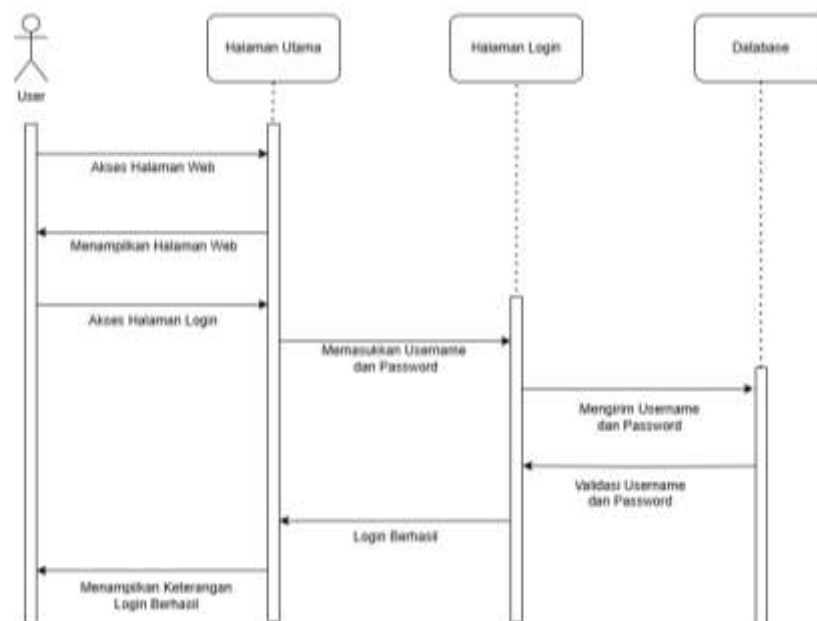 Halaman Utama
Halaman Login
Database
User
Akses Halaman Web
Menampilkan Halaman Web
Akses Halaman Login
Memasukkan Username
dan Password
Mengirim Username
dan Password
Validasi Username
dan Password
Login Berhasil
Menampilkan Keterangan
Login Berhasil